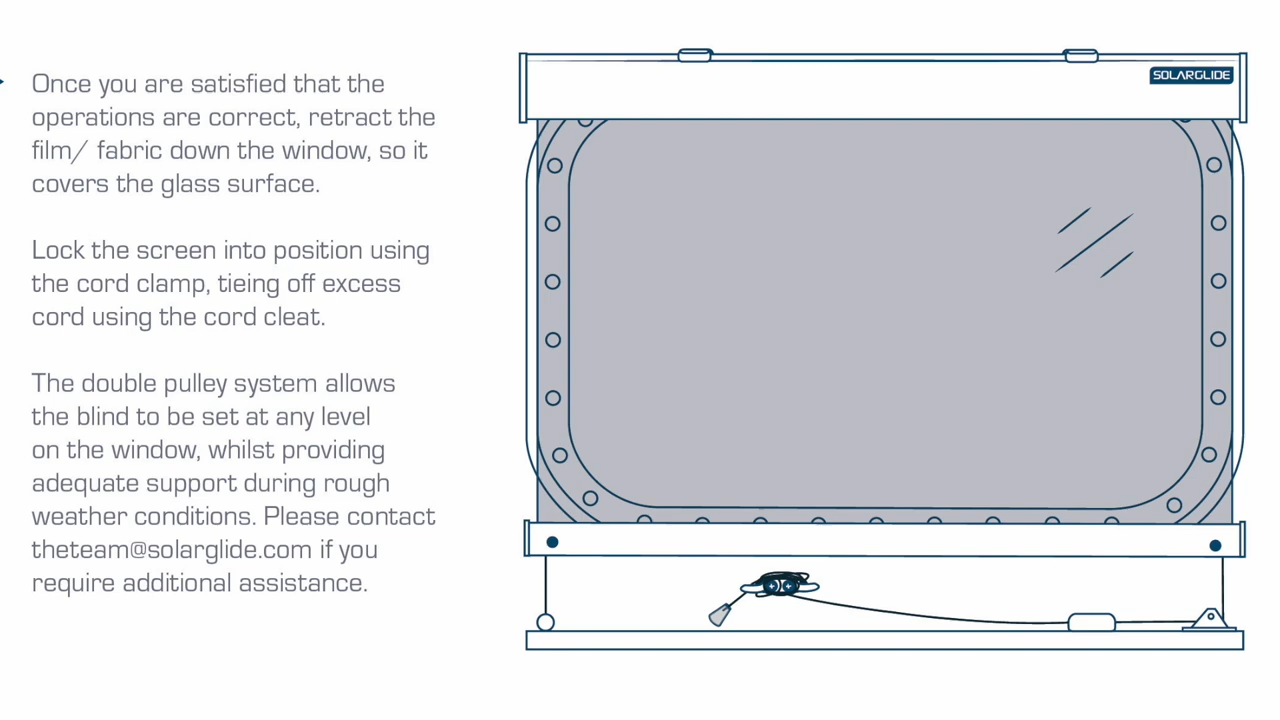 Once you are satisfied that the
operations are correct, retract the
film/ fabric down the window, so it
covers the glass surface.
Lock the screen into position using
the cord clamp, tieing off excess
cord using the cord cleat.
The double pulley system allows
the blind to be set at any level
on the window, whilst providing
adequate support during rough
weather conditions. Please contact
theteam@solarglide.com if you
require additional assistance.
SOLARGLIDE